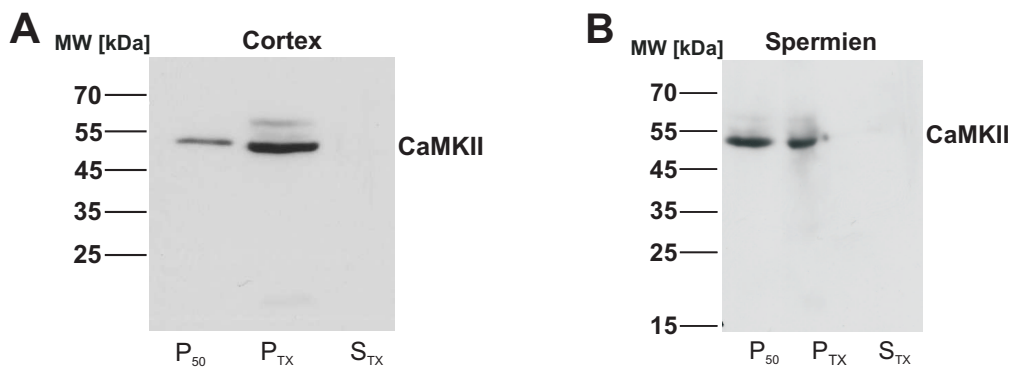 A
MW [kDa]
Cortex
70
55
45
35
25
CaMKII
P50
PTX
STX
B
MW [kDa]
Spermien
70
55
45
35
25
15
CaMKII
P50
PTX
STX